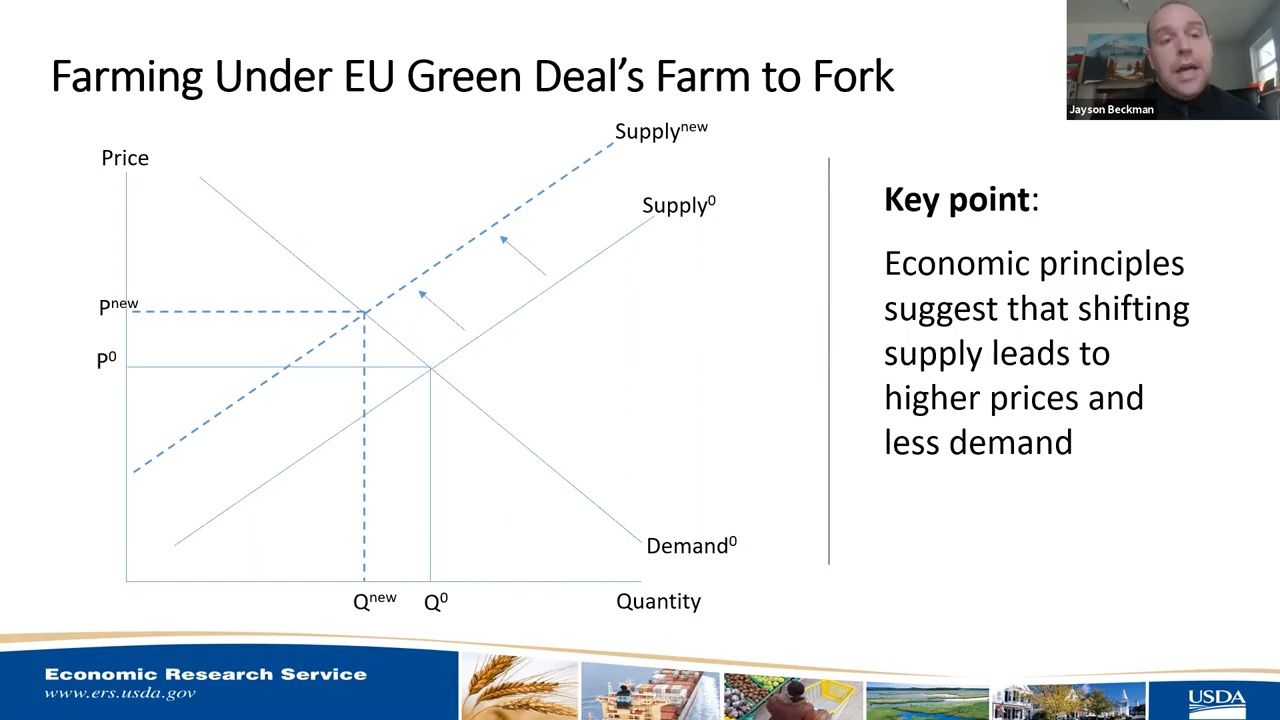 Farming Under EU Green Deal's Farm to Fork
Jayson Beckman
Supply^new
Price
Supply^0
Key point:
Economic principles
suggest that shifting
supply leads to
higher prices and
less demand
P^new
P^0
Demand^0
Q^new
Q^0
Quantity
Economic Research Service
www.ers.usda.gov
USDA